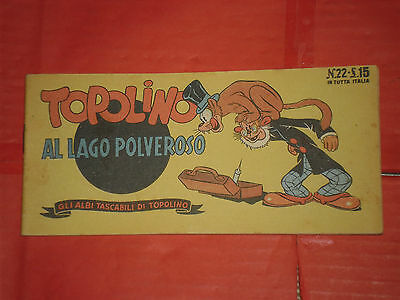 TOPOLINO
N.22-£.15
IN TUTTA ITALIA
AL LAGO POLVEROSO
GLI ALBI TASCABILI DI TOPOLINO